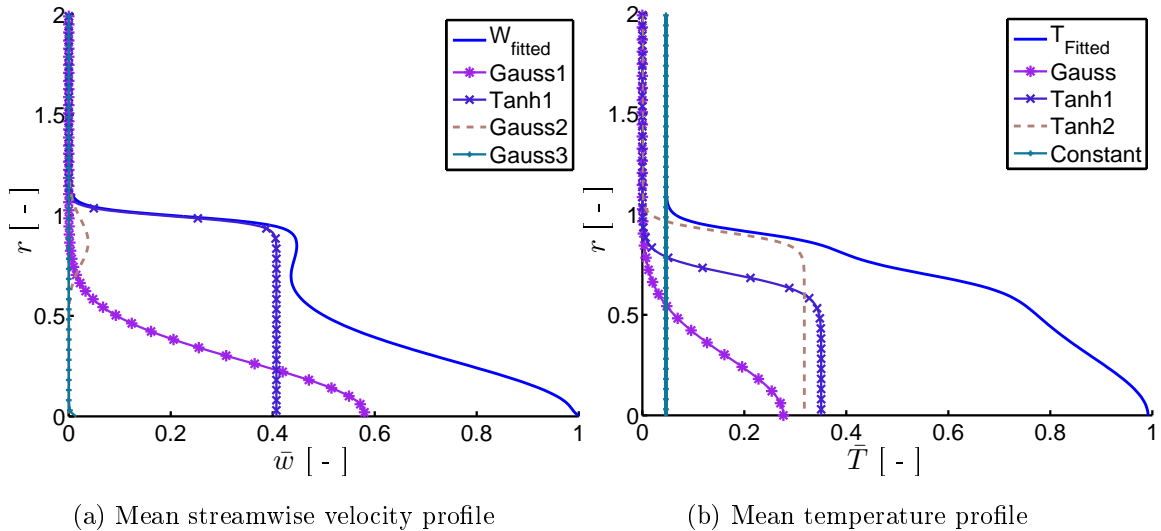 2
1.5
1
0.5
0
0 0.2 0.4 0.6 0.8 1
r [ - ]
w̄ [ - ]
W_fitted
Gauss1
Tanh1
Gauss2
Gauss3
(a) Mean streamwise velocity profile
2
1.5
1
0.5
0
0 0.2 0.4 0.6 0.8 1
r [ - ]
T̄ [ - ]
T_Fitted
Gauss
Tanh1
Tanh2
Constant
(b) Mean temperature profile